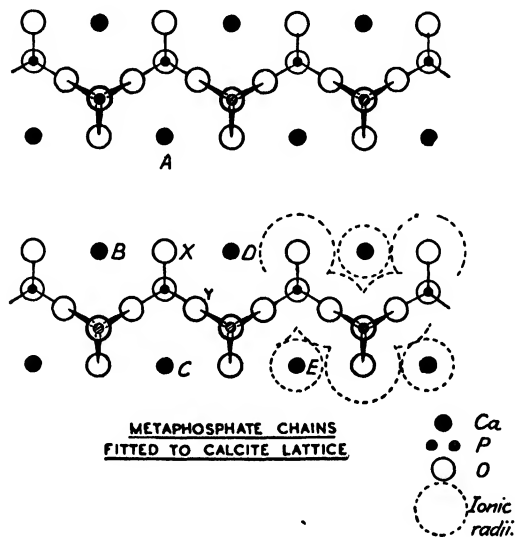 A
B
X
D
Y
C
E
METAPHOSPHATE CHAINS
FITTED TO CALCITE LATTICE
Ca
P
O
Ionic
radii.